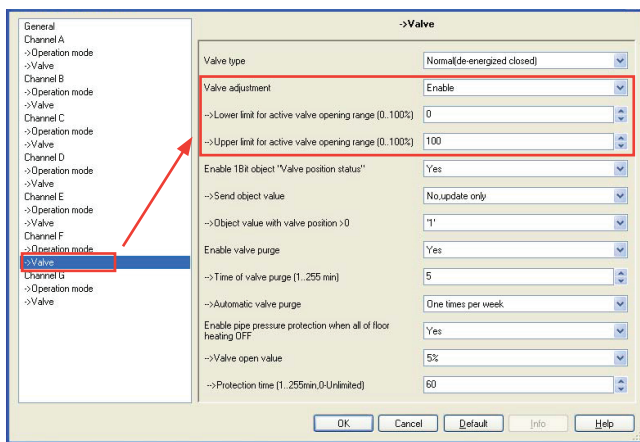 General
Channel A
->Operation mode
->Valve
Channel B
->Operation mode
->Valve
Channel C
->Operation mode
->Valve
Channel D
->Operation mode
->Valve
Channel E
->Operation mode
->Valve
Channel F
->Operation mode
->Valve
Channel G
->Operation mode
->Valve
->Valve
Valve type Normal(de-energized closed)
Valve adjustment Enable
-->Lower limit for active valve opening range (0..100%) 0
-->Upper limit for active valve opening range (0..100%) 100
Enable 1Bit object "Valve position status" Yes
-->Send object value No,update only
-->Object value with valve position >0 '1'
Enable valve purge Yes
-->Time of valve purge (1..255 min) 5
-->Automatic valve purge One times per week
Enable pipe pressure protection when all of floor
heating OFF Yes
-->Valve open value 5%
-->Protection time (1..255min,0-Unlimited) 60
OK Cancel Default Info Help